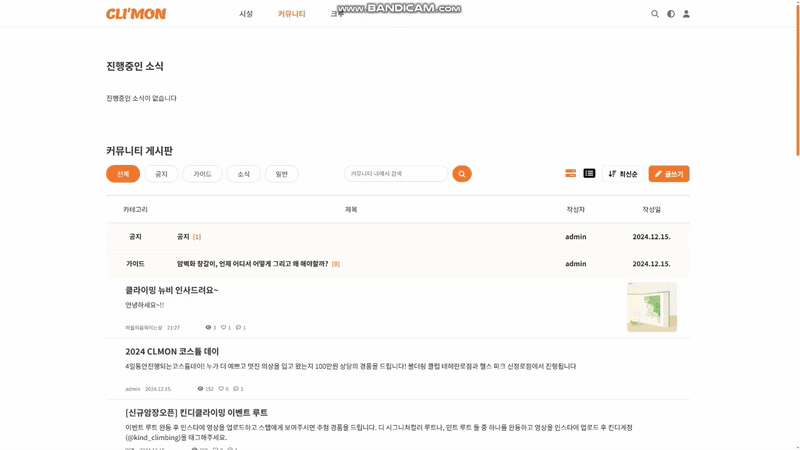 CLI'MON
시설
커뮤니티
크루
www.BANDICAM.com
진행중인 소식
진행중인 소식이 없습니다
커뮤니티 게시판
전체
공지
가이드
소식
일반
커뮤니티 내에서 검색
최신순
글쓰기
카테고리 제목 작성자 작성일
공지 공지 [1] admin 2024.12.15.
가이드 암벽화 창갈이, 언제 어디서 어떻게 그리고 왜 해야할까? [0] admin 2024.12.15.
클라이밍 뉴비 인사드려요~
안녕하세요~!!
21:27 3 1 1
2024 CLMON 코스튬 데이
4일동안진행되는코스튬데이! 누가 더 예쁘고 멋진 의상을 입고 왔는지 100만원 상당의 경품을 드립니다! 볼더링 클럽 테헤란로점과 헬스 파크 신정로점에서 진행됩니다
admin 2024.12.15. 152 0 1
[신규암장오픈] 킨디클라이밍 이벤트 루트
이벤트 루트 완등 후 인스타에 영상을 업로드하고 스탭에게 보여주시면 추첨 경품을 드립니다. 디 시그니쳐컬러 루트나, 민트 루트 둘 중 하나를 완등하고 영상을 인스타에 업로드 후 킨디계정
(@kind_climbing)을 태그해주세요.